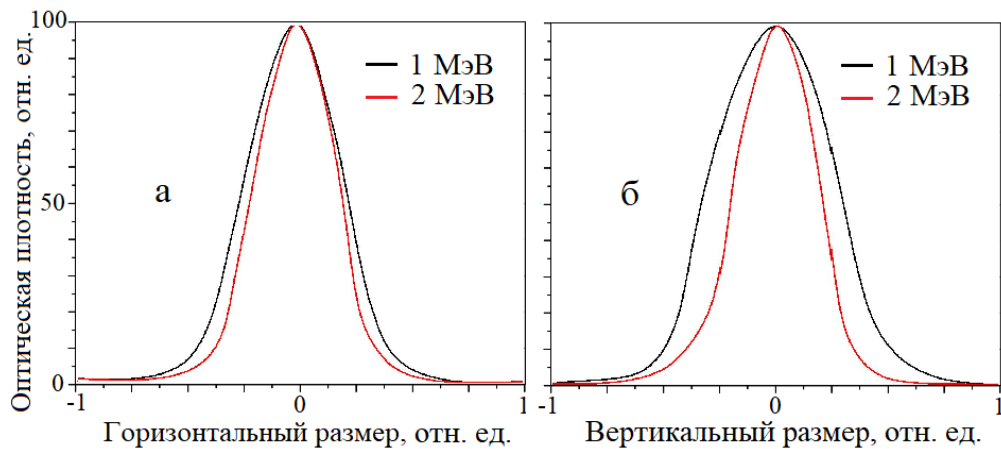 Оптическая плотность, отн. ед.
100
50
0
1 МэВ
2 МэВ
а
-1
0
1
Горизонтальный размер, отн. ед.
1 МэВ
2 МэВ
б
-1
0
1
Вертикальный размер, отн. ед.